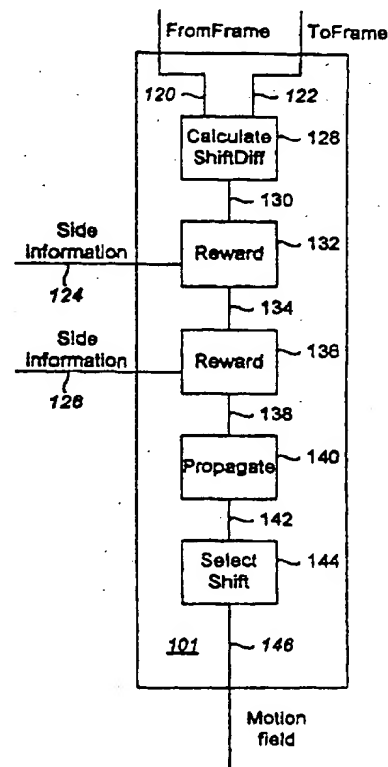 FromFrame
ToFrame
120
122
Calculate
ShiftDiff
128
130
Side
information
124
Reward
132
134
Side
information
126
Reward
136
138
Propagate
140
142
Select
Shift
144
101
146
Motion
field